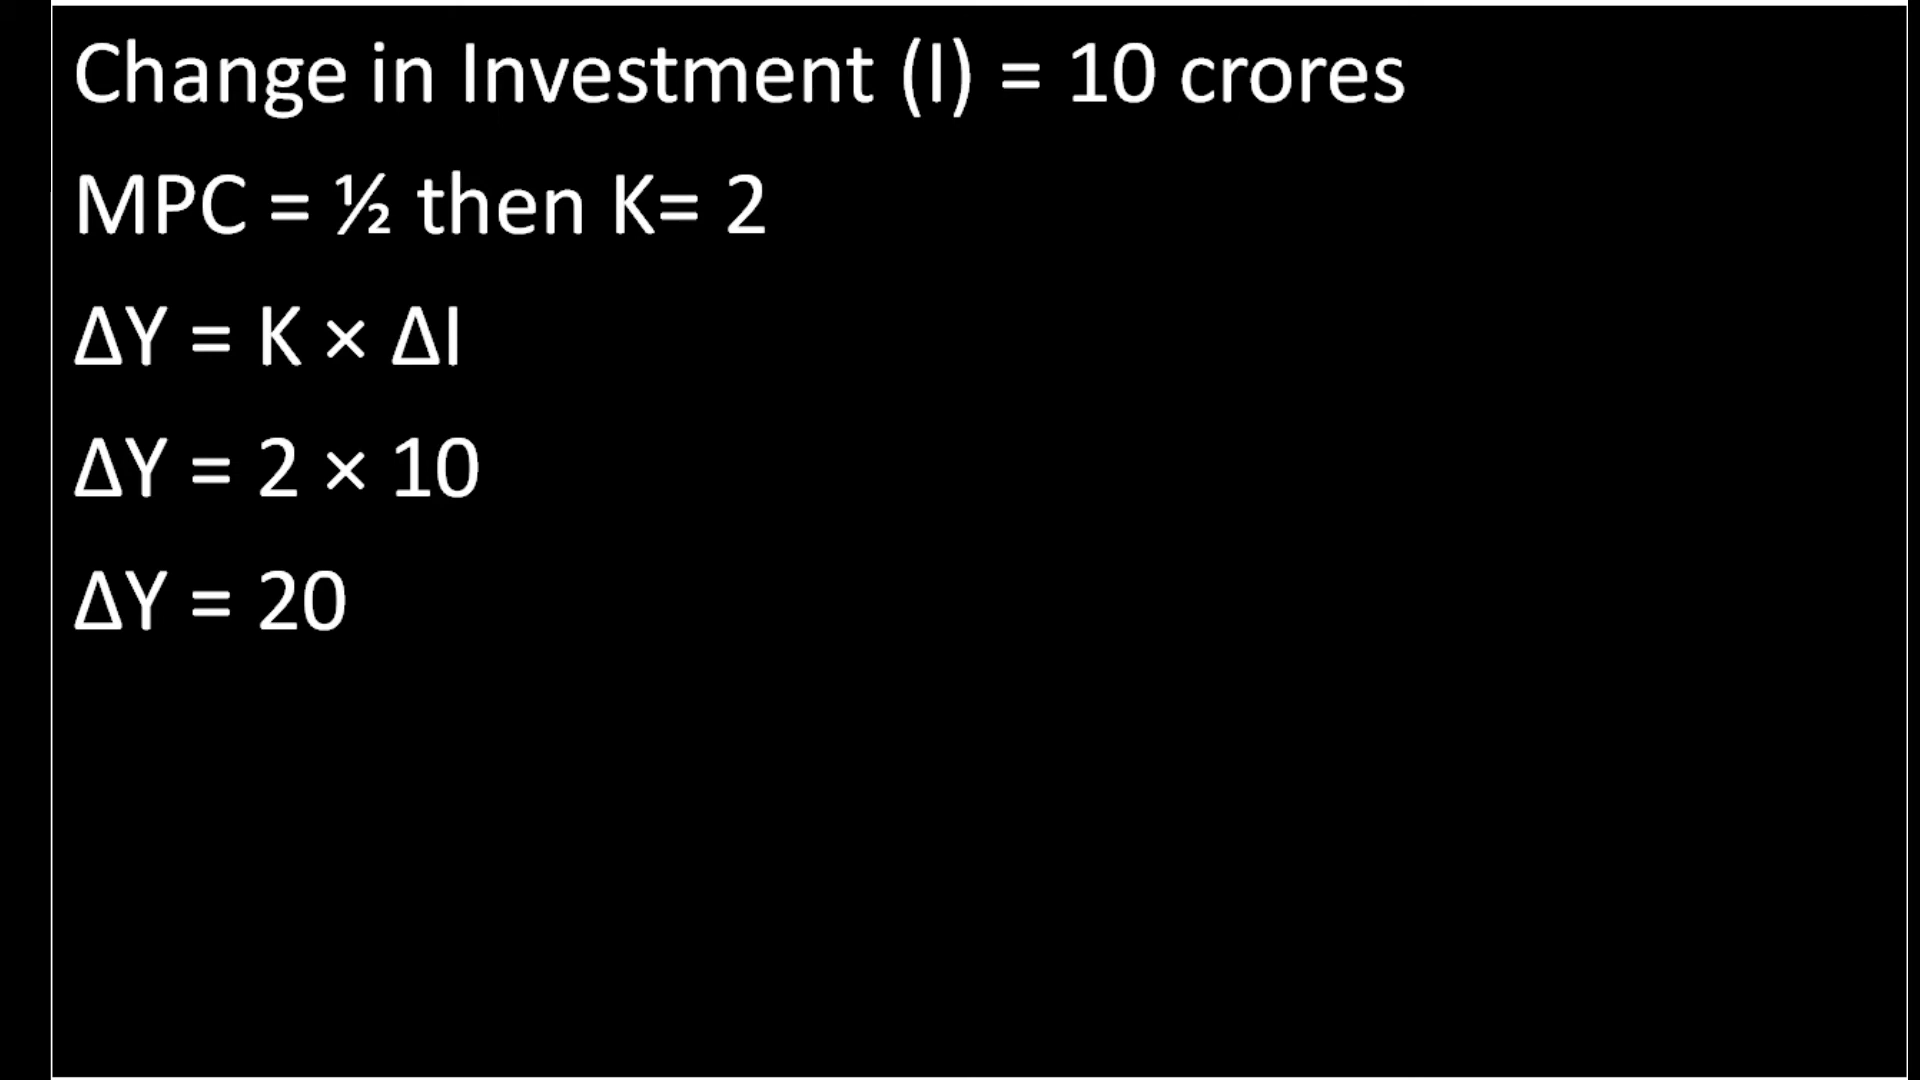 Change in Investment (I) = 10 crores
MPC = ½ then K= 2
ΔY = K × ΔI
ΔY = 2 × 10
ΔY = 20